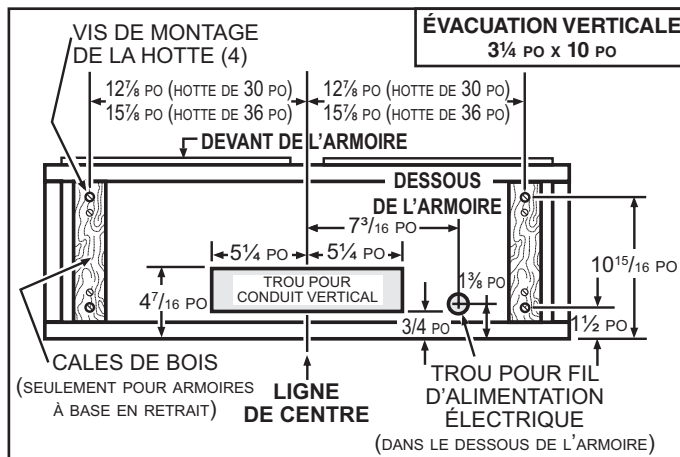 VIS DE MONTAGE
DE LA HOTTE (4)
ÉVACUATION VERTICALE
3¼ PO X 10 PO
12⅞ PO (HOTTE DE 30 PO)
15⅞ PO (HOTTE DE 36 PO)
12⅞ PO (HOTTE DE 30 PO)
15⅞ PO (HOTTE DE 36 PO)
DEVANT DE L'ARMOIRE
DESSOUS
DE L'ARMOIRE
7³/16 PO
5¼ PO
5¼ PO
TROU POUR
CONDUIT VERTICAL
4⁷/16 PO
1⅜ PO
3/4 PO
10¹⁵/16 PO
1½ PO
CALES DE BOIS
(SEULEMENT POUR ARMOIRES
À BASE EN RETRAIT)
LIGNE
DE CENTRE
TROU POUR FIL
D'ALIMENTATION
ÉLECTRIQUE
(DANS LE DESSOUS DE L'ARMOIRE)